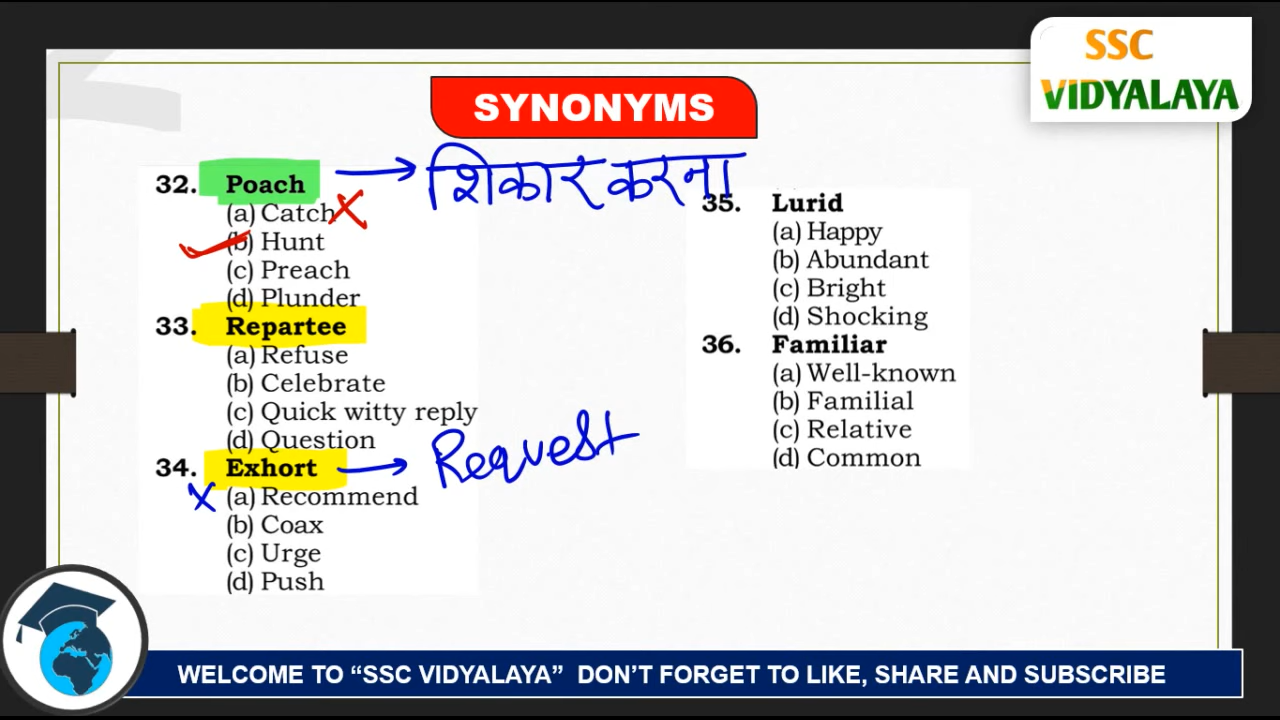 SSC
VIDYALAYA
SYNONYMS
32. Poach → शिकार करना
(a) Catch X
(b) Hunt
(c) Preach
(d) Plunder
33. Repartee
(a) Refuse
(b) Celebrate
(c) Quick witty reply
(d) Question
34. Exhort → Request
X (a) Recommend
(b) Coax
(c) Urge
(d) Push
35. Lurid
(a) Happy
(b) Abundant
(c) Bright
(d) Shocking
36. Familiar
(a) Well-known
(b) Familial
(c) Relative
(d) Common
WELCOME TO “SSC VIDYALAYA” DON’T FORGET TO LIKE, SHARE AND SUBSCRIBE